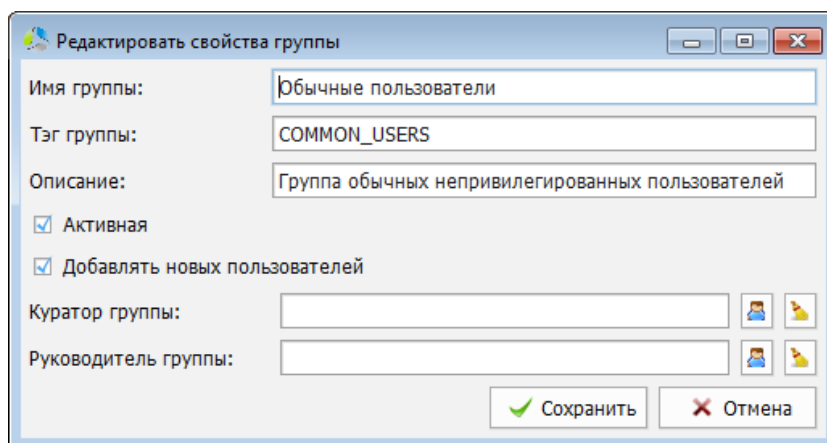 Редактировать свойства группы
Имя группы: Обычные пользователи
Тэг группы: COMMON_USERS
Описание: Группа обычных непривилегированных пользователей
Активная
Добавлять новых пользователей
Куратор группы:
Руководитель группы:
Сохранить Отмена